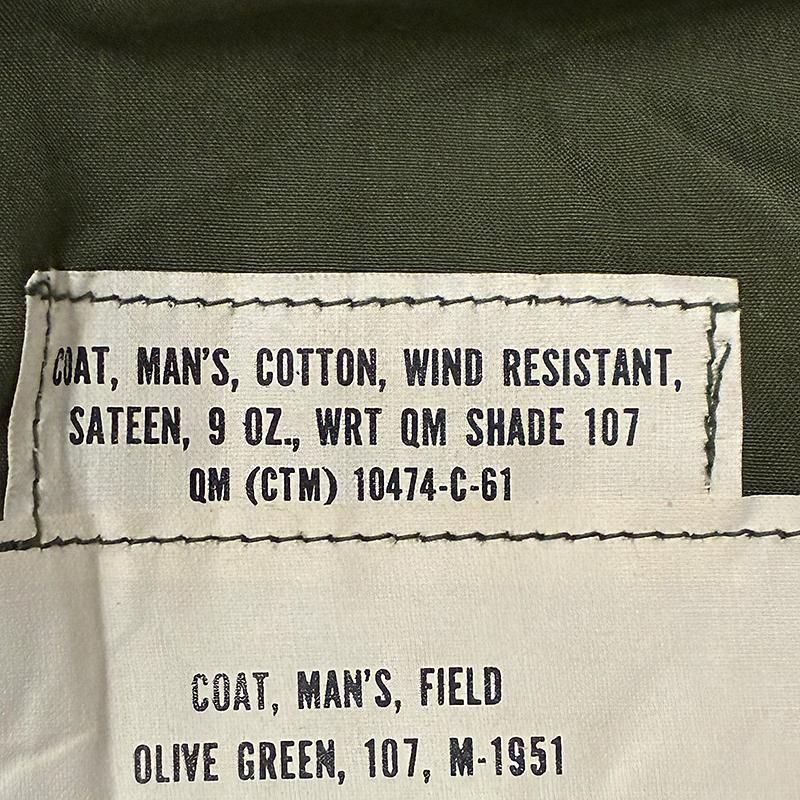 COAT, MAN'S, COTTON, WIND RESISTANT,
SATEEN, 9 OZ., WRT QM SHADE 107
QM (CTM) 10474-C-61
COAT, MAN'S, FIELD
OLIVE GREEN, 107, M-1951